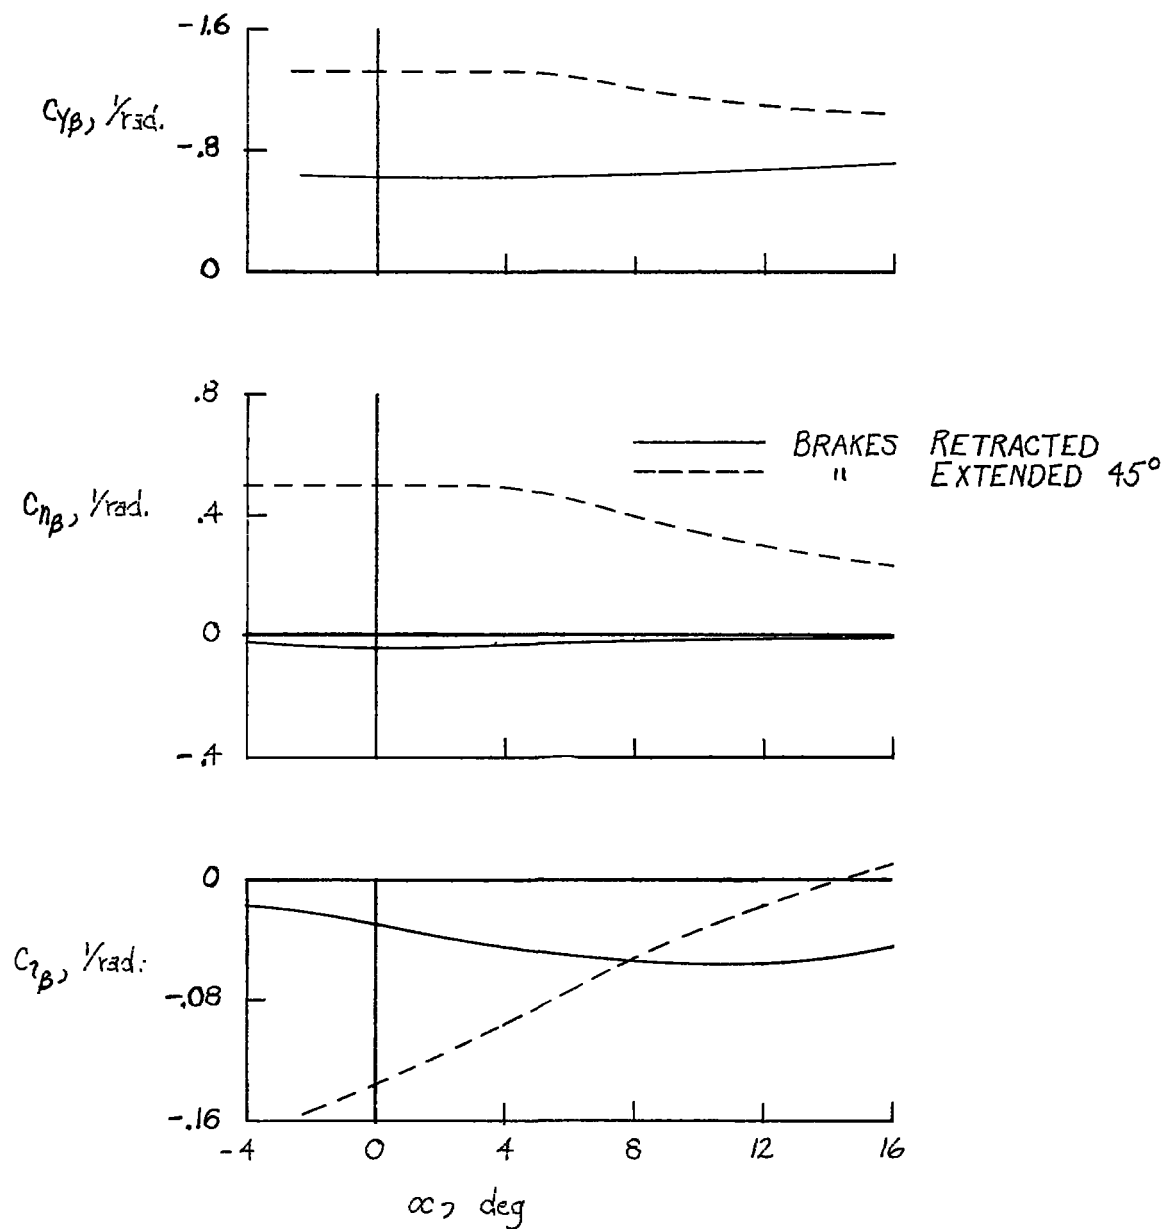 -1.6
CYβ, 1/rad.
-.8
0
.8
BRAKES RETRACTED
" EXTENDED 45°
Cnβ, 1/rad.
.4
0
-.4
0
Clβ, 1/rad.
-.08
-.16
-4 0 4 8 12 16
α, deg